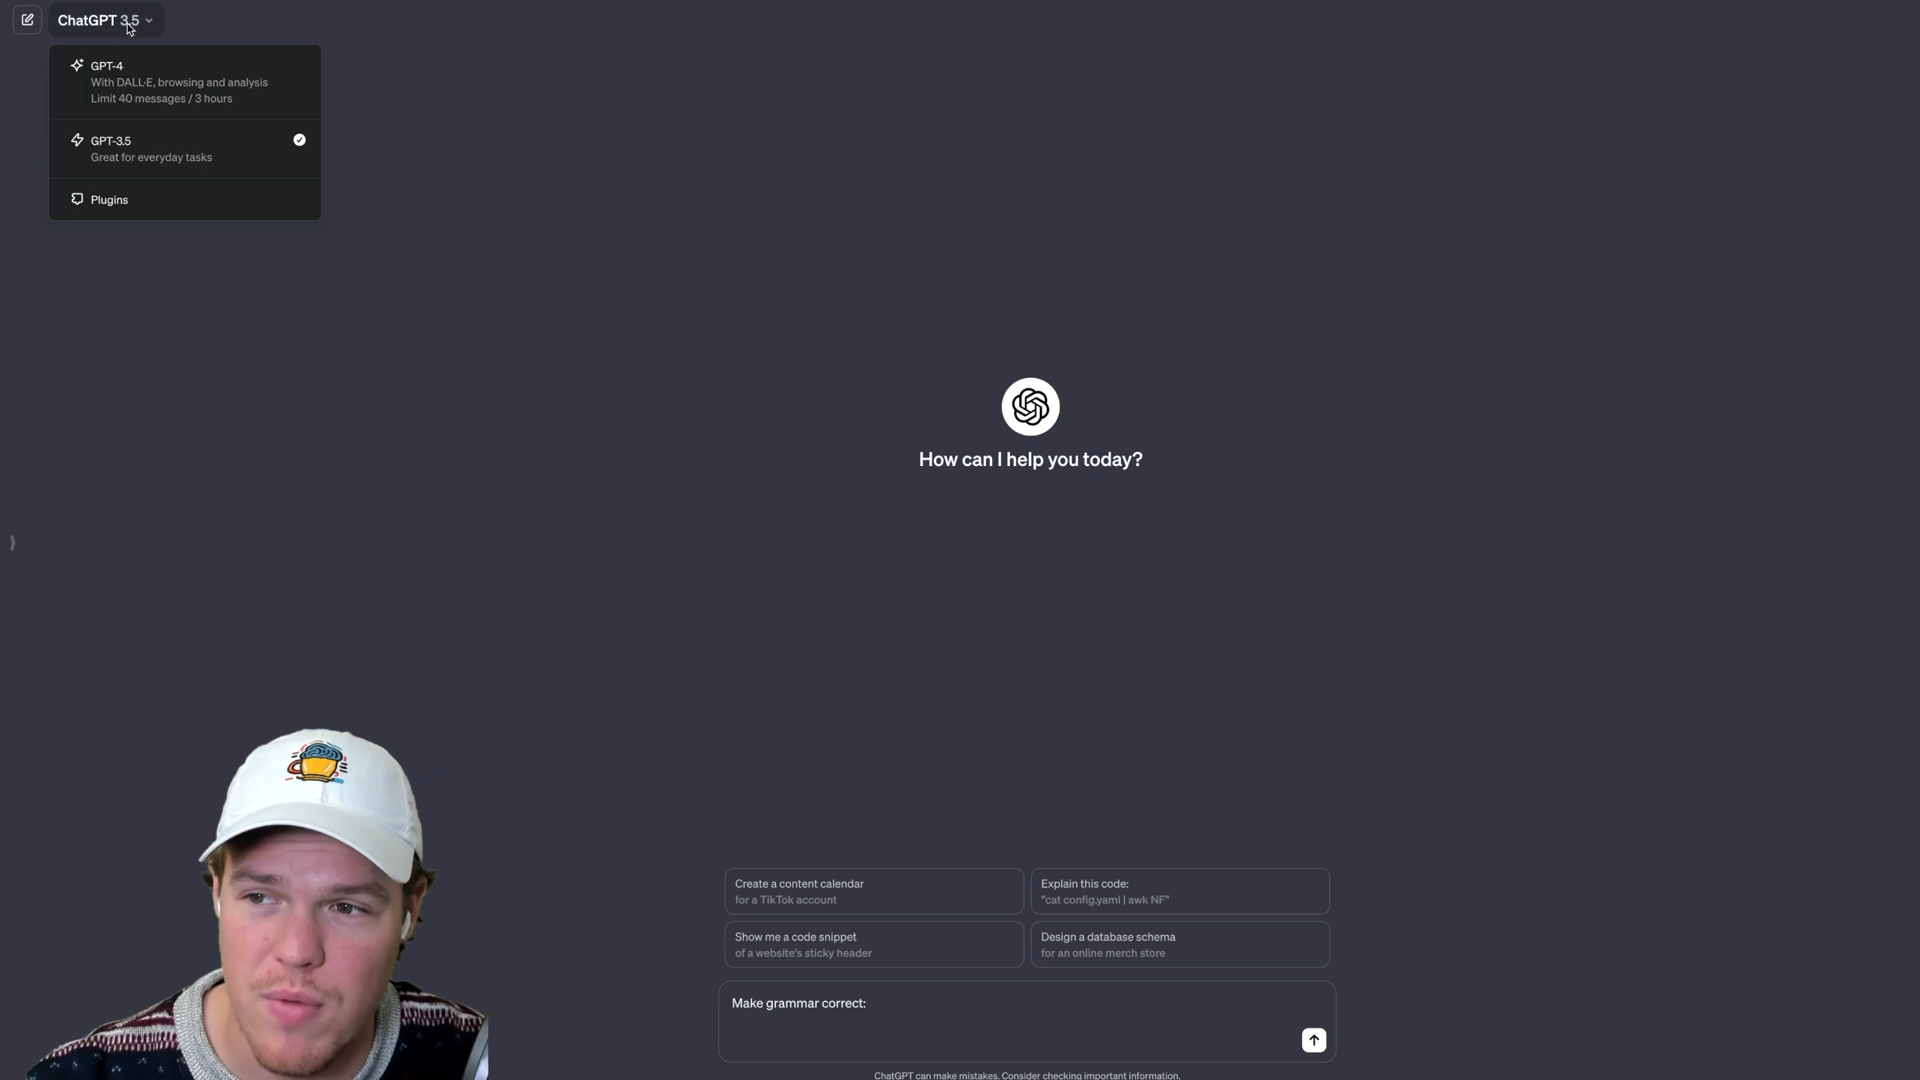 ChatGPT 3.5
GPT-4
With DALL·E, browsing and analysis
Limit 40 messages / 3 hours
GPT-3.5
Great for everyday tasks
Plugins
How can I help you today?
Create a content calendar
for a TikTok account
Explain this code:
"cat config.yaml | awk NF"
Show me a code snippet
of a website's sticky header
Design a database schema
for an online merch store
Make grammar correct:
ChatGPT can make mistakes. Consider checking important information.